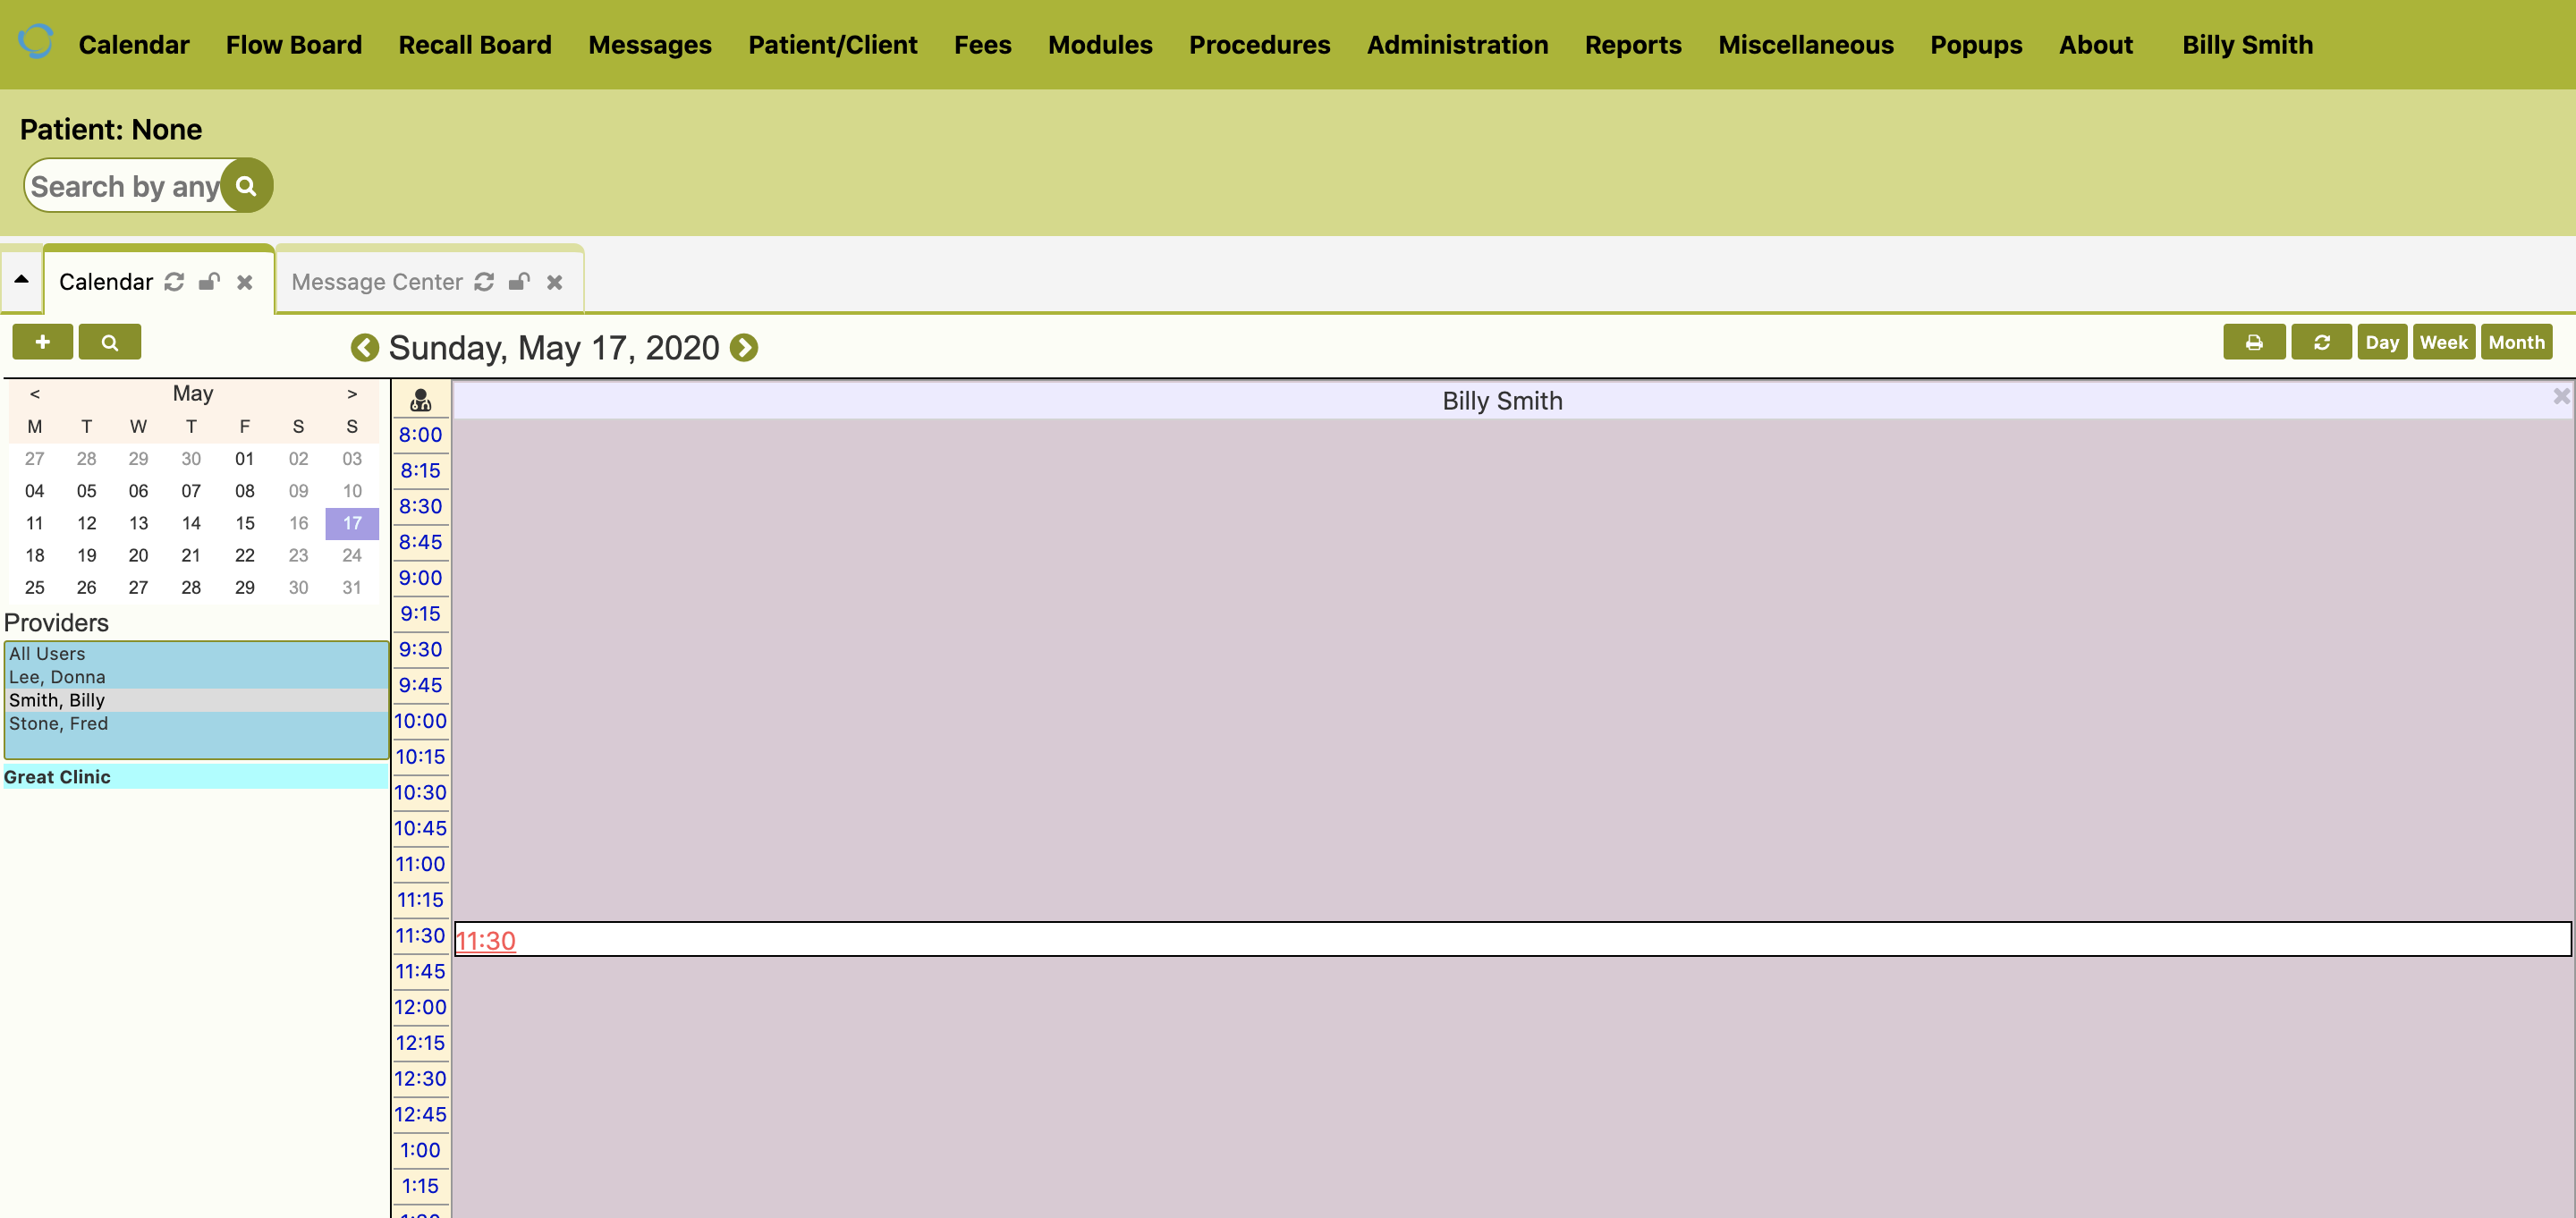 Calendar Flow Board Recall Board Messages Patient/Client Fees Modules Procedures Administration Reports Miscellaneous Popups About Billy Smith
Patient: None
Search by any
Calendar Message Center
Sunday, May 17, 2020
Day Week Month
< May >
M T W T F S S
27 28 29 30 01 02 03
04 05 06 07 08 09 10
11 12 13 14 15 16 17
18 19 20 21 22 23 24
25 26 27 28 29 30 31
Providers
All Users
Lee, Donna
Smith, Billy
Stone, Fred
Great Clinic
Billy Smith
8:00
8:15
8:30
8:45
9:00
9:15
9:30
9:45
10:00
10:15
10:30
10:45
11:00
11:15
11:30 11:30
11:45
12:00
12:15
12:30
12:45
1:00
1:15